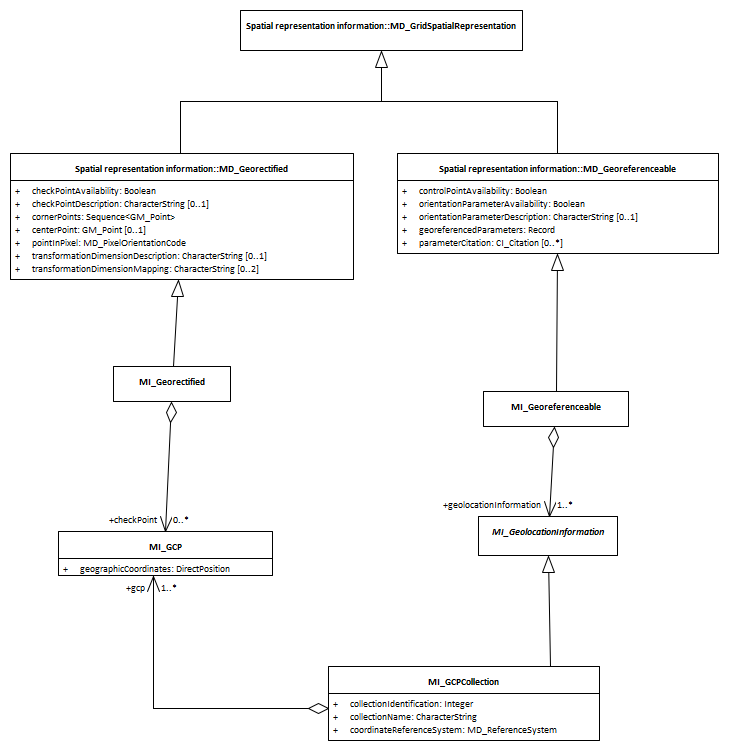 Spatial representation information::MD_GridSpatialRepresentation
Spatial representation information::MD_Georectified
+ checkPointAvailability: Boolean
+ checkPointDescription: CharacterString [0..1]
+ cornerPoints: Sequence<GM_Point>
+ centerPoint: GM_Point [0..1]
+ pointInPixel: MD_PixelOrientationCode
+ transformationDimensionDescription: CharacterString [0..1]
+ transformationDimensionMapping: CharacterString [0..2]
Spatial representation information::MD_Georeferenceable
+ controlPointAvailability: Boolean
+ orientationParameterAvailability: Boolean
+ orientationParameterDescription: CharacterString [0..1]
+ georeferencedParameters: Record
+ parameterCitation: CI_Citation [0..*]
MI_Georectified
MI_Georeferenceable
+checkPoint 0..*
+geolocationInformation 1..*
MI_GCP
+ geographicCoordinates: DirectPosition
MI_GeolocationInformation
+gcp 1..*
MI_GCPCollection
+ collectionIdentification: Integer
+ collectionName: CharacterString
+ coordinateReferenceSystem: MD_ReferenceSystem